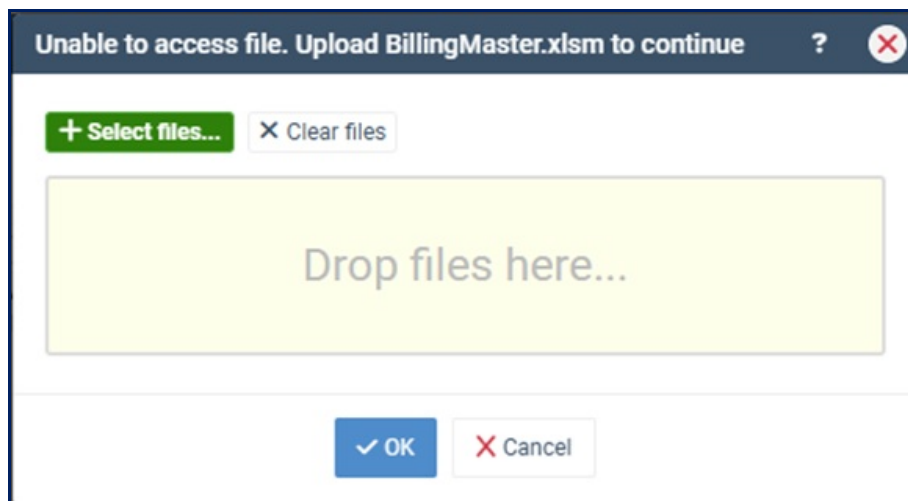 Unable to access file. Upload BillingMaster.xlsm to continue ?
+ Select files... X Clear files
Drop files here...
OK Cancel